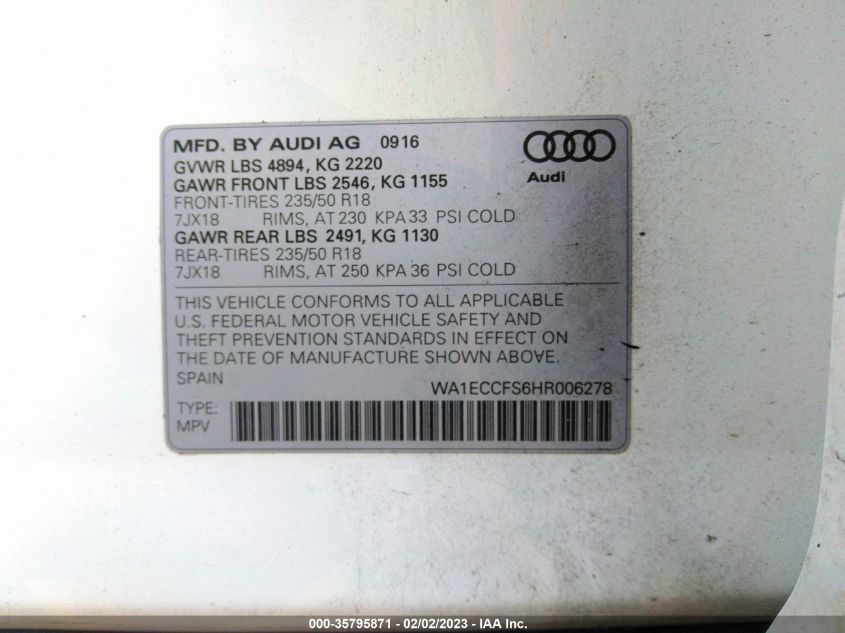 MFD. BY AUDI AG 0916
GVWR LBS 4894, KG 2220
GAWR FRONT LBS 2546, KG 1155
FRONT-TIRES 235/50 R18
7JX18 RIMS, AT 230 KPA 33 PSI COLD
GAWR REAR LBS 2491, KG 1130
REAR-TIRES 235/50 R18
7JX18 RIMS, AT 250 KPA 36 PSI COLD
Audi
THIS VEHICLE CONFORMS TO ALL APPLICABLE
U.S. FEDERAL MOTOR VEHICLE SAFETY AND
THEFT PREVENTION STANDARDS IN EFFECT ON
THE DATE OF MANUFACTURE SHOWN ABOVE.
SPAIN WA1ECCFS6HR006278
TYPE:
MPV
000-35795871 - 02/02/2023 - IAA Inc.